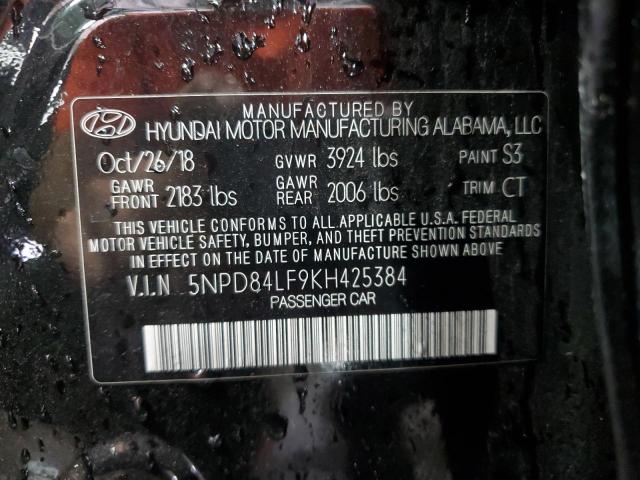 MANUFACTURED BY
HYUNDAI MOTOR MANUFACTURING ALABAMA, LLC
Oct/26/18 GVWR 3924 lbs PAINT S3
GAWR FRONT 2183 lbs GAWR REAR 2006 lbs TRIM CT
THIS VEHICLE CONFORMS TO ALL APPLICABLE U.S.A. FEDERAL
MOTOR VEHICLE SAFETY, BUMPER, AND THEFT PREVENTION STANDARDS
IN EFFECT ON THE DATE OF MANUFACTURE SHOWN ABOVE
V.I.N 5NPD84LF9KH425384
PASSENGER CAR